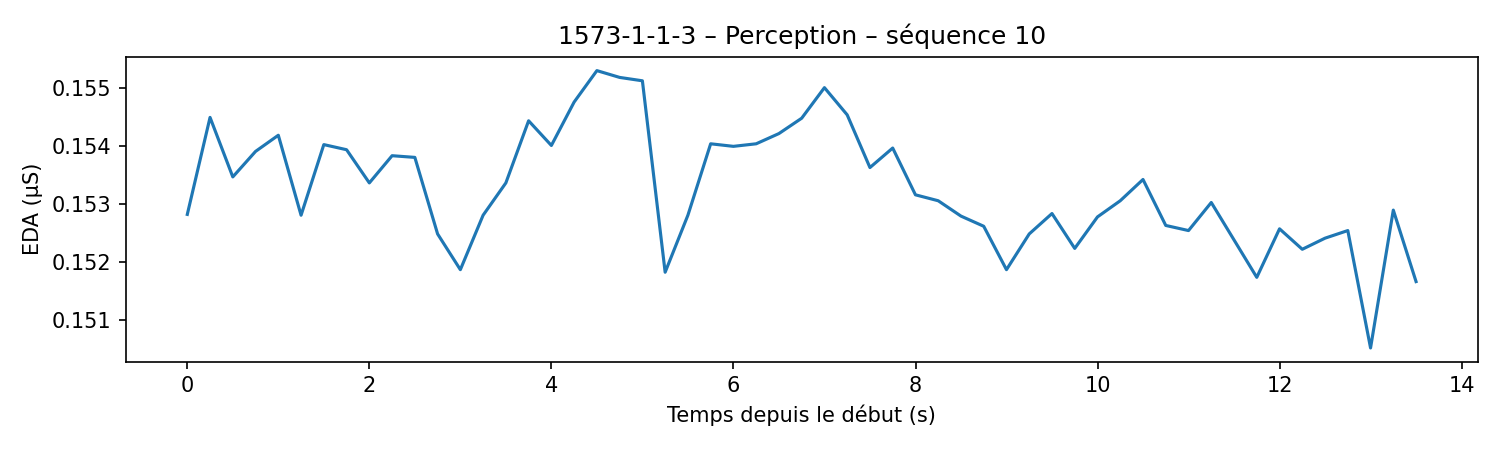 1573-1-1-3 – Perception – séquence 10
EDA (µS)
0.155
0.154
0.153
0.152
0.151
0 2 4 6 8 10 12 14
Temps depuis le début (s)